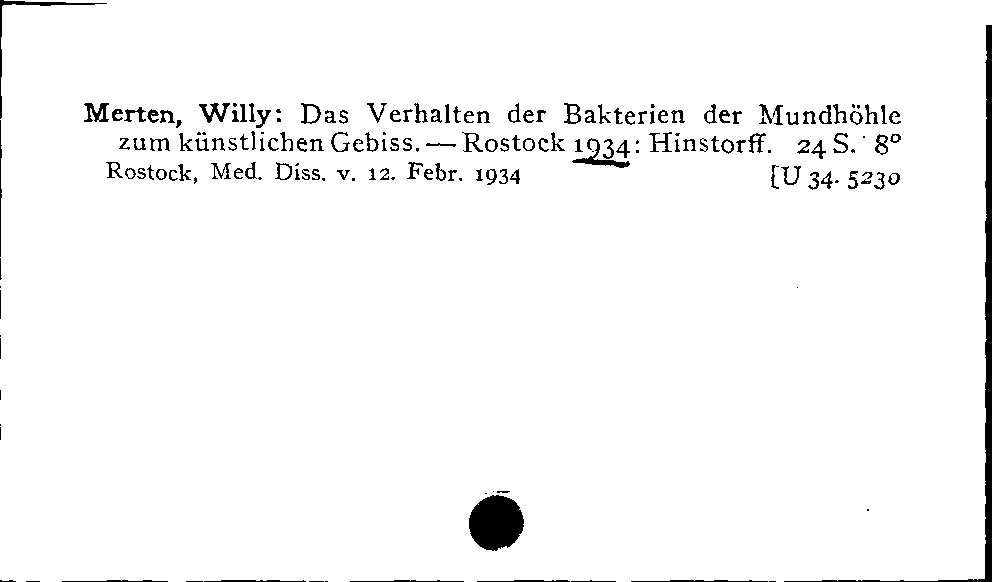 Merten, Willy: Das Verhalten der Bakterien der Mundhöhle
zum künstlichen Gebiss. — Rostock 1934: Hinstorff. 24 S. 8°
Rostock, Med. Diss. v. 12. Febr. 1934 [U 34. 5230